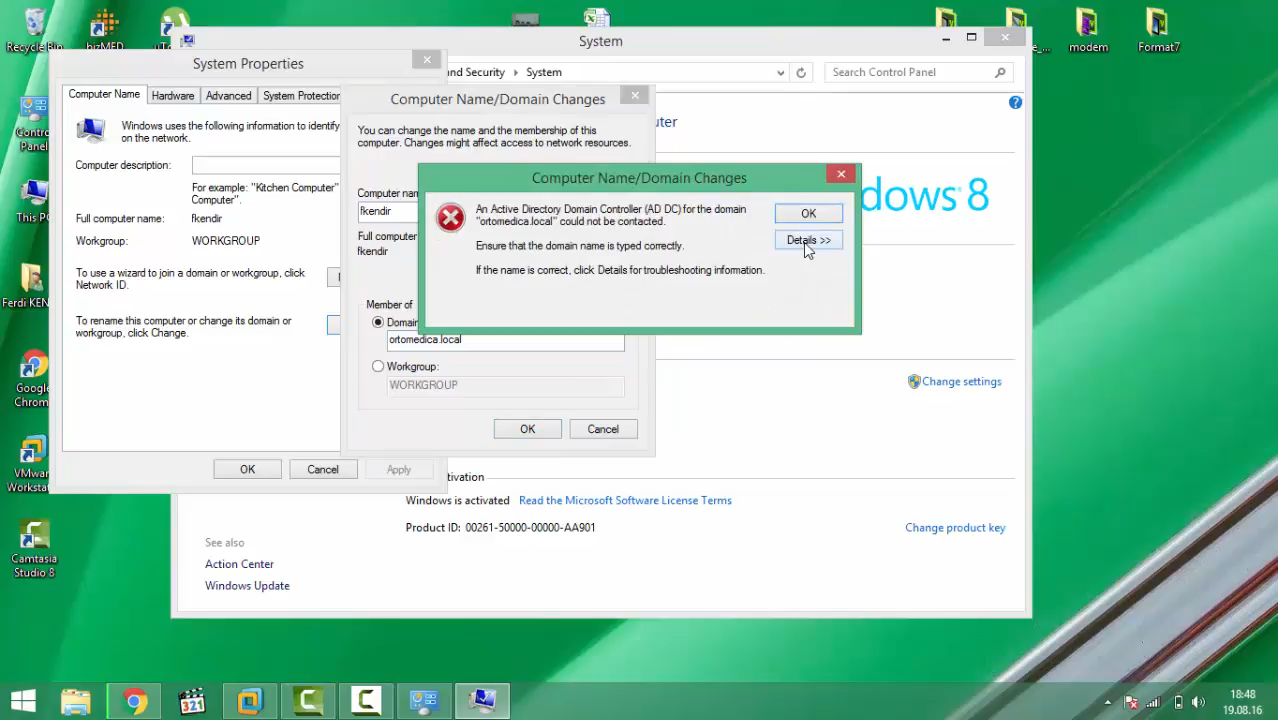 Recycle Bin
bizMED
modem
Format7
System
System Properties
and Security
System
Search Control Panel
Computer Name
Hardware
Advanced
System Protection
Computer Name/Domain Changes
Windows uses the following information to identify
on the network.
You can change the name and the membership of this
computer. Changes might affect access to network resources.
Control
Panel
Computer description:
For example: "Kitchen Computer"
Computer".
Full computer name:
fkendir
Workgroup:
WORKGROUP
To use a wizard to join a domain or workgroup, click
Network ID.
To rename this computer or change its domain or
workgroup, click Change.
This PC
Ferdi KEN
Google
Chrom
VMware
Workstat
Camtasia
Studio 8
fkendir
Full computer
fkendir
Member of
ortomedica.local
Workgroup:
WORKGROUP
OK
Cancel
OK
Cancel
Apply
Computer Name/Domain Changes
An Active Directory Domain Controller (AD DC) for the domain
"ortomedica.local" could not be contacted.
Ensure that the domain name is typed correctly.
If the name is correct, click Details for troubleshooting information.
OK
Details >>
dows 8
Change settings
Windows is activated
Read the Microsoft Software License Terms
Product ID: 00261-50000-00000-AA901
Change product key
See also
Action Center
Windows Update
321
18:48
19.08.16